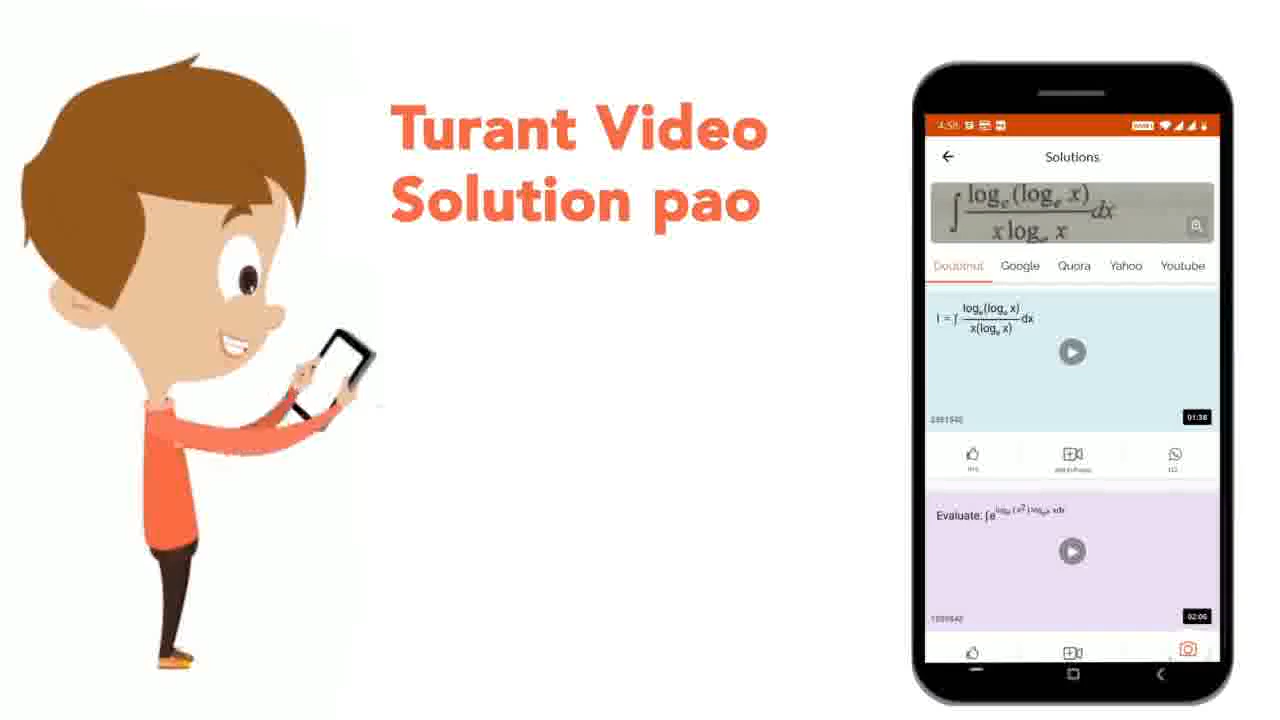 Turant Video
Solution pao
4:58
Solutions
∫ log_e (log_e x) / x log_e x dx
Doubtnut Google Quora Yahoo Youtube
I = ∫ log_e(log_e x) / x(log_e x) dx
01:38
Evaluate: ∫e
02:06